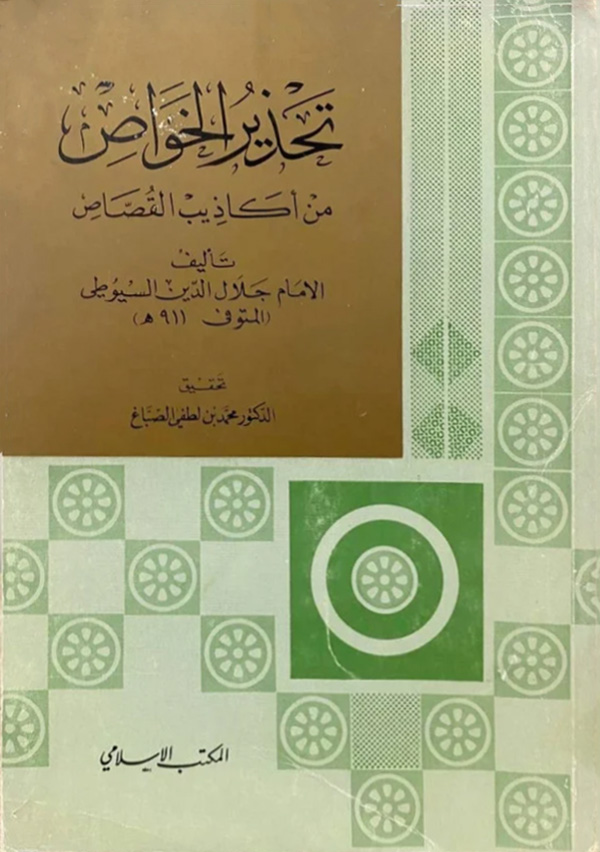 تحذير الخواص
من أكاذيب القصاص
تأليف
الامام جلال الدين السيوطي
(المتوفى ٩١١ هـ)
تحقيق
الدكتور محمد بن لطفي الصباغ
المكتب الإسلامي